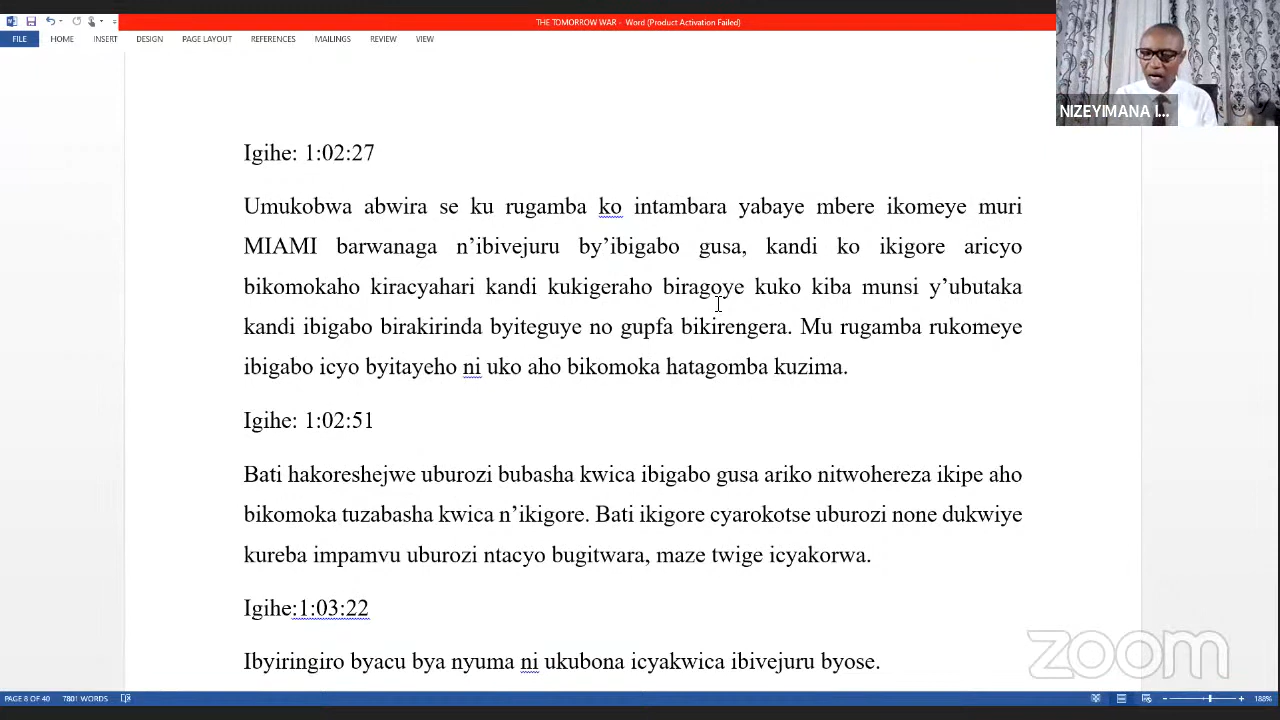 THE TOMORROW WAR - Word (Product Activation Failed)
FILE HOME INSERT DESIGN PAGE LAYOUT REFERENCES MAILINGS REVIEW VIEW
NIZEYIMANA I...
Igihe: 1:02:27
Umukobwa abwira se ku rugamba ko intambara yabaye mbere ikomeye muri
MIAMI barwanaga n’ibivejuru by’ibigabo gusa, kandi ko ikigore aricyo
bikomokaho kiracyahari kandi kukigeraho biragoye kuko kiba munsi y’ubutaka
kandi ibigabo birakirinda byiteguye no gupfa bikirengera. Mu rugamba rukomeye
ibigabo icyo byitayeho ni uko aho bikomoka hatagomba kuzima.
Igihe: 1:02:51
Bati hakoreshejwe uburozi bubasha kwica ibigabo gusa ariko nitwohereza ikipe aho
bikomoka tuzabasha kwica n’ikigore. Bati ikigore cyarokotse uburozi none dukwiye
kureba impamvu uburozi ntacyo bugitwara, maze twige icyakorwa.
Igihe:1:03:22
Ibyiringiro byacu bya nyuma ni ukubona icyakwica ibivejuru byose.
zoom
PAGE 8 OF 40 7801 WORDS 188%